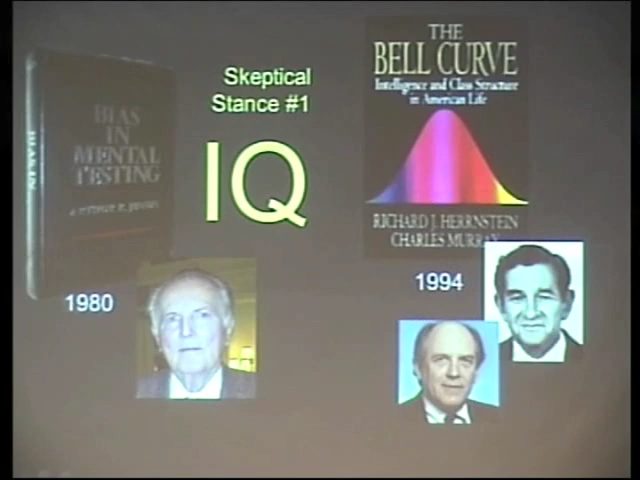 Skeptical
Stance #1
IQ
BIAS
IN
MENTAL
TESTING
1980
THE
BELL CURVE
Intelligence and Class Structure
in American Life
RICHARD J. HERRNSTEIN
CHARLES MURRAY
1994